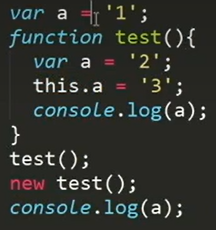 var a = '1';
function test(){
  var a = '2';
  this.a = '3';
  console.log(a);
}
test();
new test();
console.log(a);